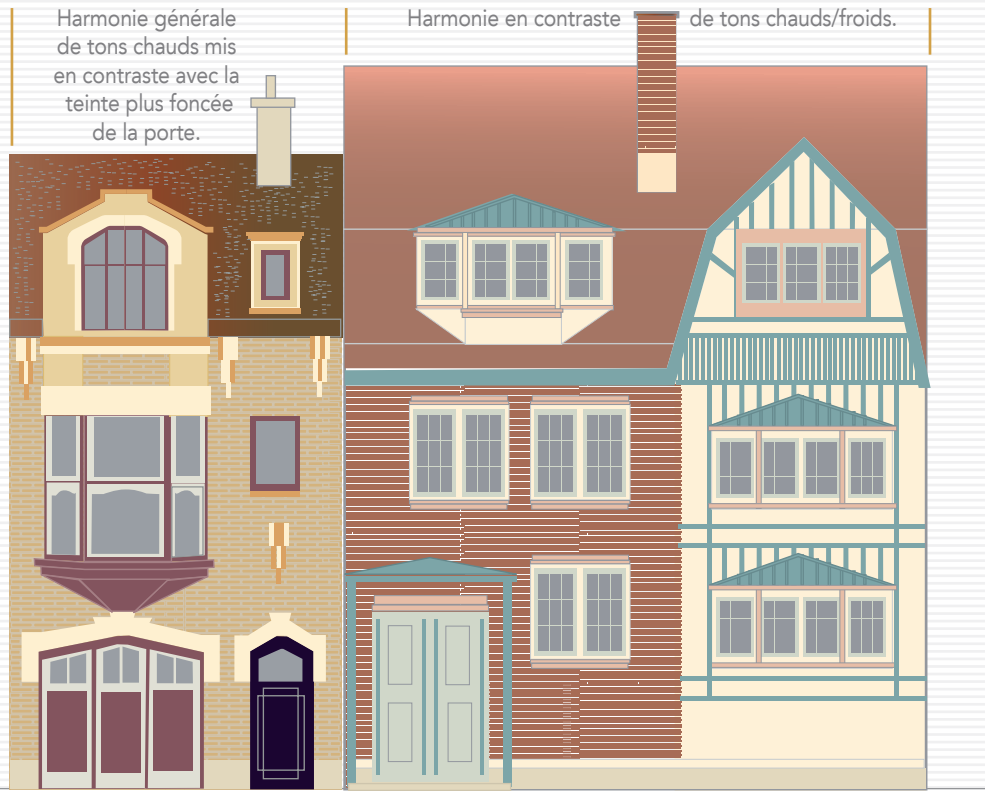 Harmonie générale
de tons chauds mis
en contraste avec la
teinte plus foncée
de la porte.
Harmonie en contraste de tons chauds/froids.